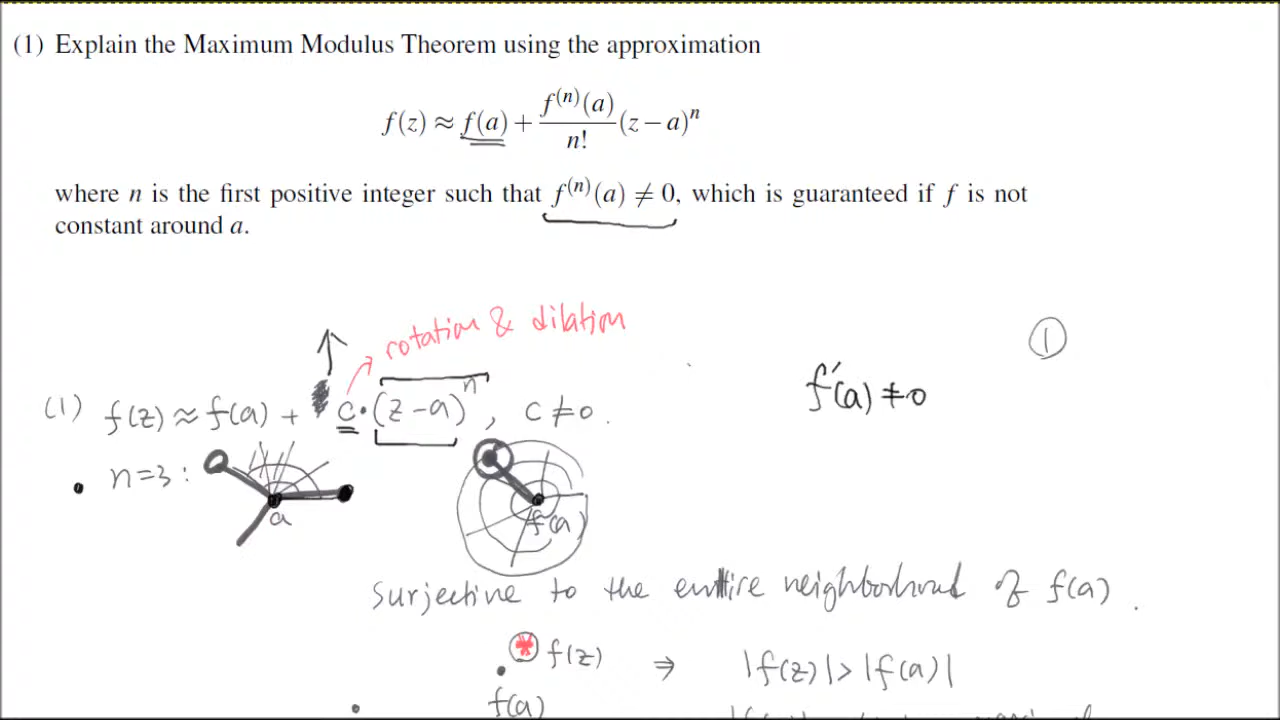 (1) Explain the Maximum Modulus Theorem using the approximation
f(z) ≈ f(a) + f⁽ⁿ⁾(a)/n! (z−a)ⁿ
where n is the first positive integer such that f⁽ⁿ⁾(a) ≠ 0, which is guaranteed if f is not
constant around a.
rotation & dilation
①
f′(a) ≠ 0
(1) f(z) ≈ f(a) + c·(z−a)ⁿ, c ≠ 0.
• n=3:
a
f(a)
surjective to the entire neighborhood of f(a).
f(z) ⇒ |f(z)| > |f(a)|
f(a)